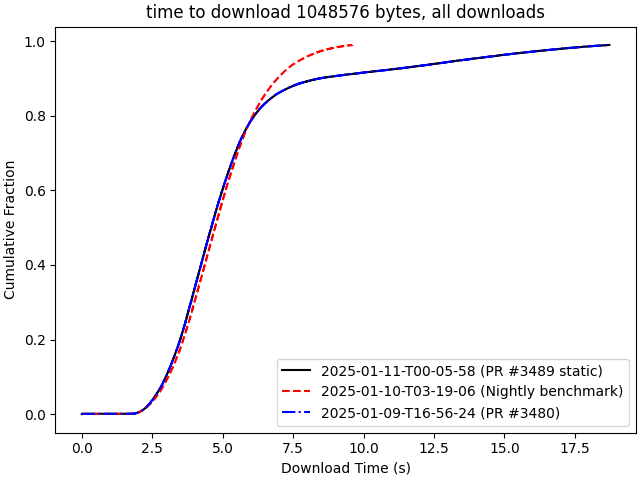 time to download 1048576 bytes, all downloads
1.0
0.8
0.6
0.4
0.2
0.0
Cumulative Fraction
2025-01-11-T00-05-58 (PR #3489 static)
2025-01-10-T03-19-06 (Nightly benchmark)
2025-01-09-T16-56-24 (PR #3480)
0.0 2.5 5.0 7.5 10.0 12.5 15.0 17.5
Download Time (s)